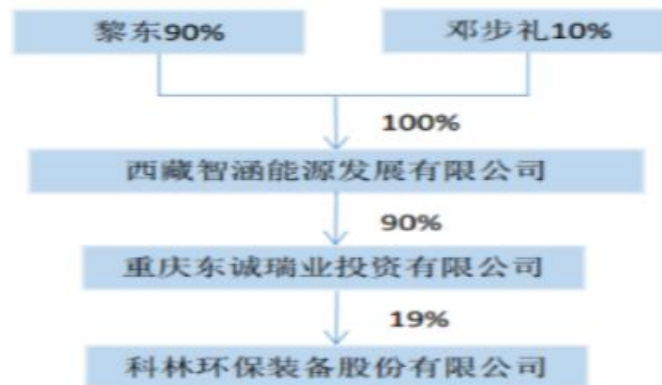 黎东90%
邓步礼10%
100%
西藏智涵能源发展有限公司
90%
重庆东诚瑞业投资有限公司
19%
科林环保装备股份有限公司